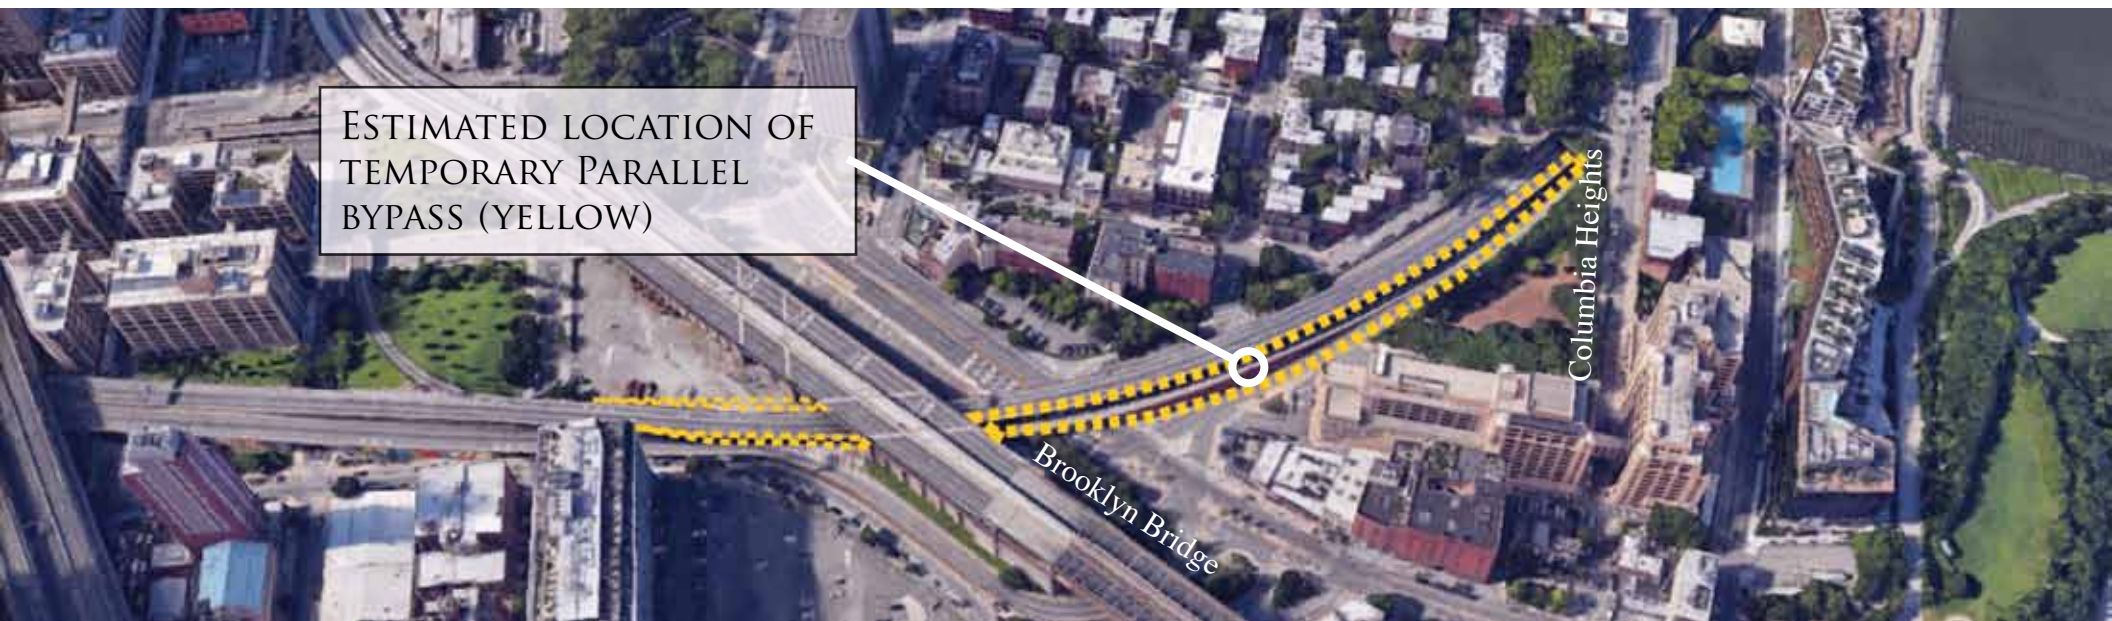 Estimated location of
temporary Parallel
bypass (yellow)
Columbia Heights
Brooklyn Bridge